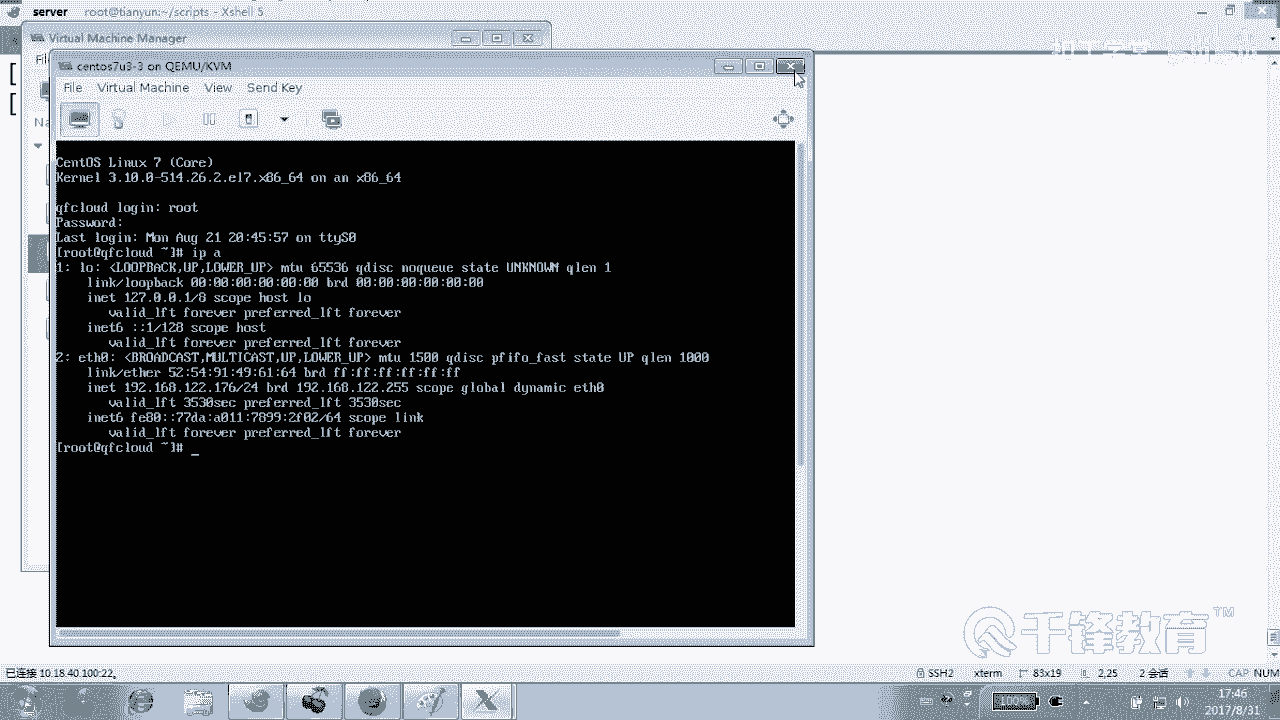 server root@tianyun:~/scripts - Xshell 5
Virtual Machine Manager
centos7u3-3 on QEMU/KVM
File Virtual Machine View Send Key
CentOS Linux 7 (Core)
Kernel 3.10.0-514.26.2.el7.x86_64 on an x86_64
qfcloud login: root
Password:
Last login: Mon Aug 21 20:45:57 on ttyS0
[root@qfcloud ~]# ip a
1: lo: <LOOPBACK,UP,LOWER_UP> mtu 65536 qdisc noqueue state UNKNOWN qlen 1
link/loopback 00:00:00:00:00:00 brd 00:00:00:00:00:00
inet 127.0.0.1/8 scope host lo
valid_lft forever preferred_lft forever
inet6 ::1/128 scope host
valid_lft forever preferred_lft forever
2: eth0: <BROADCAST,MULTICAST,UP,LOWER_UP> mtu 1500 qdisc pfifo_fast state UP qlen 1000
link/ether brd ff:ff:ff:ff:ff:ff
inet 192.168.122.176/24 brd 192.168.122.255 scope global dynamic eth0
valid_lft 3530sec preferred_lft 3530sec
inet6 fe80::77da:a011:7899:2f02/64 scope link
valid_lft forever preferred_lft forever
[root@qfcloud ~]#
千锋教育 TM
已连接 10.18.40.100:22。 SSH2 xterm 83x19 2,25 2 会话 CAP NUM
17:46
2017/8/31